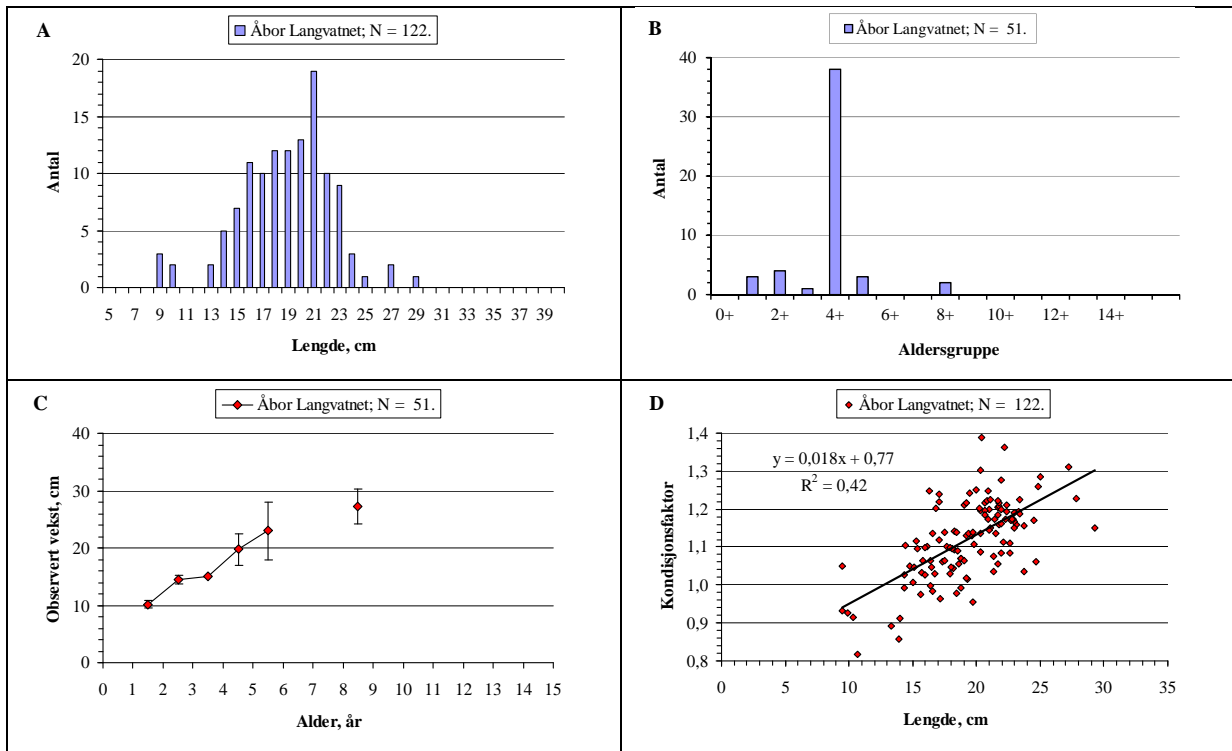 A
Åbor Langvatnet; N = 122.
20
15
10
5
0
Antal
5 7 9 11 13 15 17 19 21 23 25 27 29 31 33 35 37 39
Lengde, cm
B
Åbor Langvatnet; N = 51.
40
30
20
10
0
Antal
0+ 2+ 4+ 6+ 8+ 10+ 12+ 14+
Aldersgruppe
C
Åbor Langvatnet; N = 51.
40
30
20
10
0
Observert vekst, cm
0 1 2 3 4 5 6 7 8 9 10 11 12 13 14 15
Alder, år
D
Åbor Langvatnet; N = 122.
1,4
1,3
1,2
1,1
1,0
0,9
0,8
Kondisjonsfaktor
y = 0,018x + 0,77
R² = 0,42
0 5 10 15 20 25 30 35
Lengde, cm